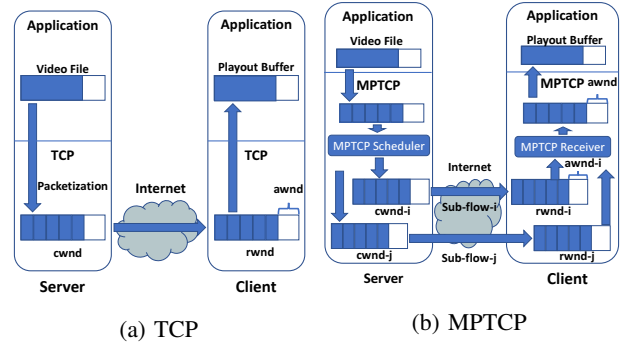 Application
Video File
TCP
Packetization
cwnd
Server
Internet
Application
Playout Buffer
TCP
awnd
rwnd
Client
(a) TCP
Application
Video File
MPTCP
MPTCP Scheduler
cwnd-i
cwnd-j
Server
Internet
Sub-flow-i
Sub-flow-j
Application
Playout Buffer
MPTCP awnd
MPTCP Receiver
awnd-i
rwnd-i
rwnd-j
Client
(b) MPTCP